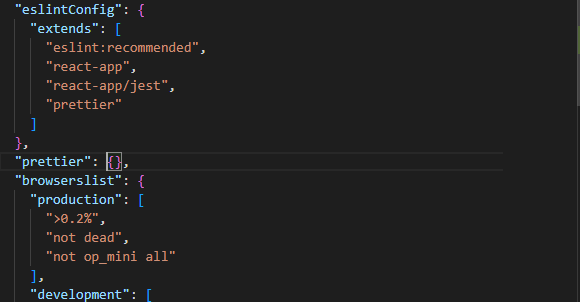 "eslintConfig": {
"extends": [
"eslint:recommended",
"react-app",
"react-app/jest",
"prettier"
]
},
"prettier": {},
"browserslist": {
"production": [
">0.2%",
"not dead",
"not op_mini all"
],
"development": [